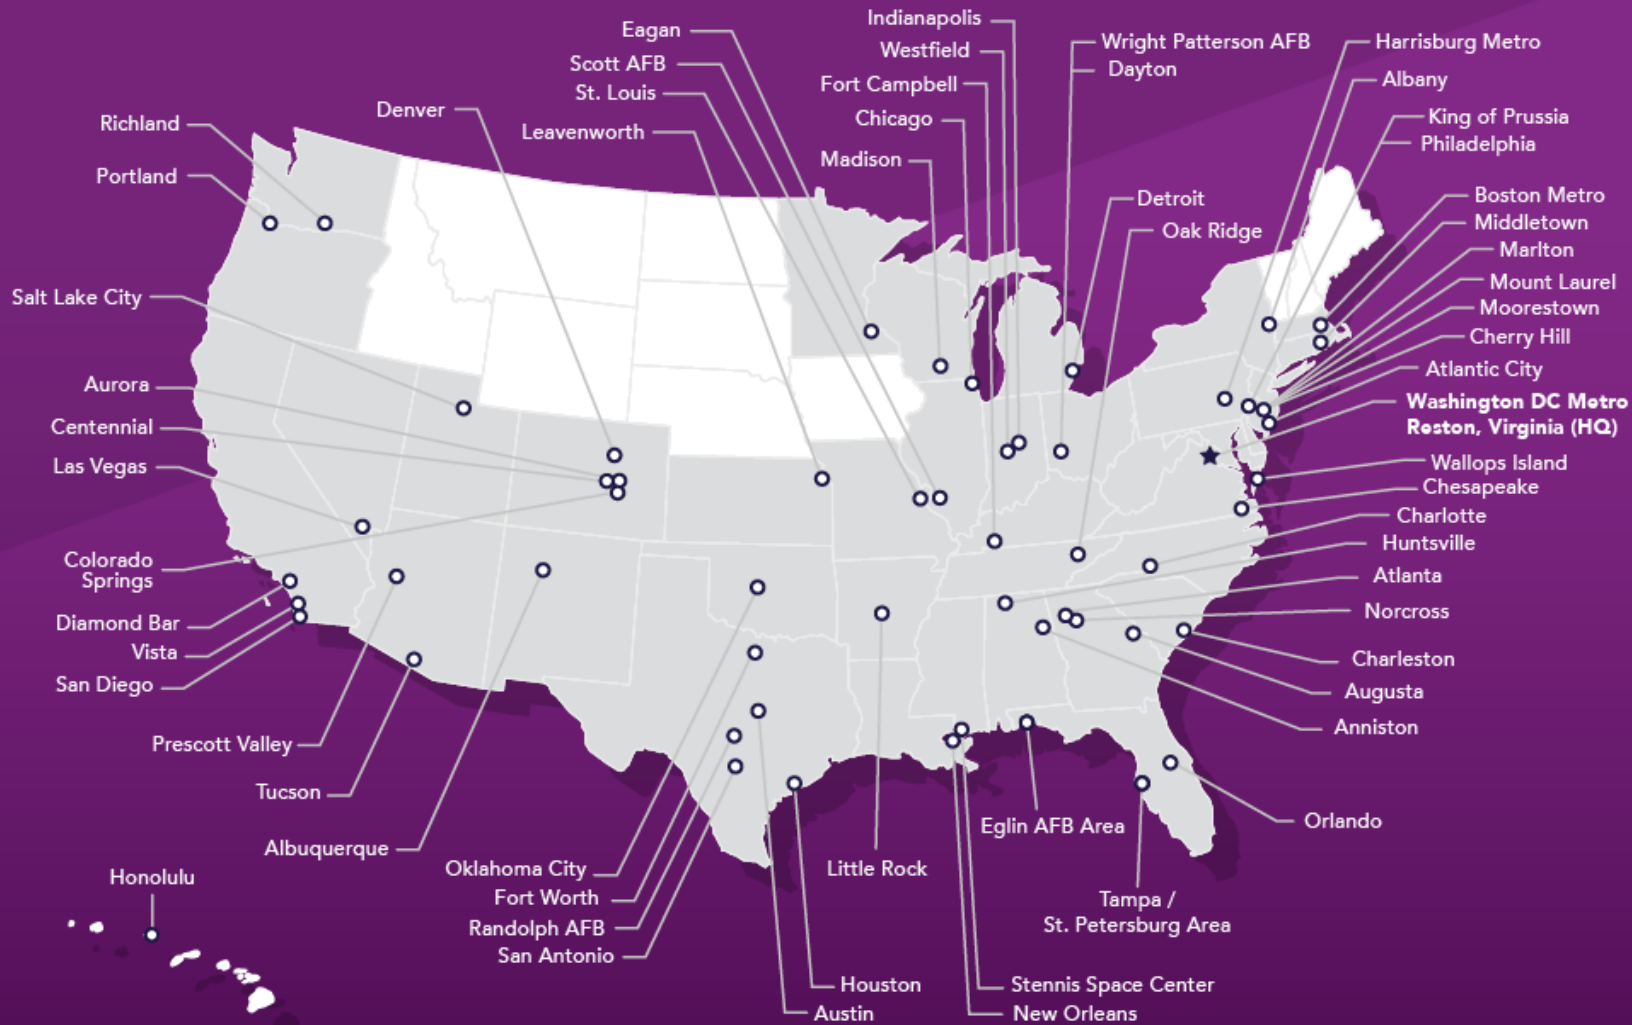 Eagan
Scott AFB
St. Louis
Leavenworth
Denver
Richland
Portland
Salt Lake City
Aurora
Centennial
Las Vegas
Colorado
Springs
Diamond Bar
Vista
San Diego
Prescott Valley
Tucson
Albuquerque
Honolulu
Oklahoma City
Fort Worth
Randolph AFB
San Antonio
Houston
Austin
Little Rock
Eglin AFB Area
Stennis Space Center
New Orleans
Tampa /
St. Petersburg Area
Orlando
Indianapolis
Westfield
Fort Campbell
Chicago
Madison
Wright Patterson AFB
Dayton
Detroit
Oak Ridge
Harrisburg Metro
Albany
King of Prussia
Philadelphia
Boston Metro
Middletown
Marlton
Mount Laurel
Moorestown
Cherry Hill
Atlantic City
Washington DC Metro
Reston, Virginia (HQ)
Wallops Island
Chesapeake
Charlotte
Huntsville
Atlanta
Norcross
Charleston
Augusta
Anniston